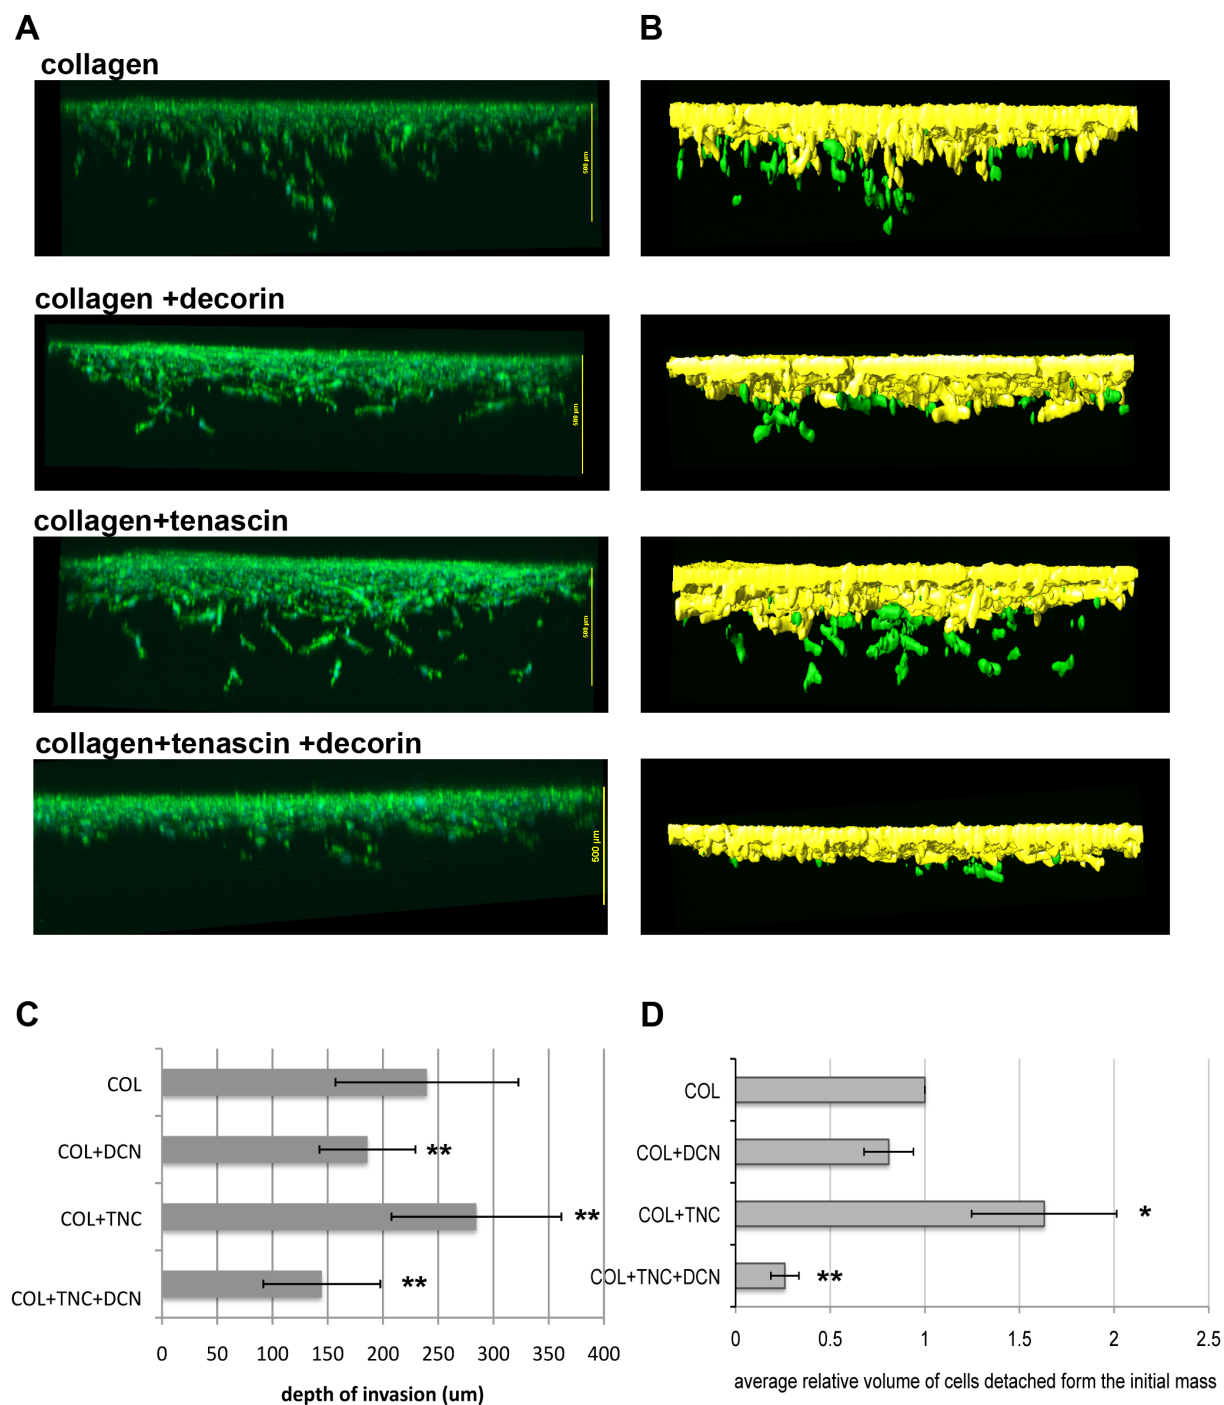 A
B
collagen
500 µm
collagen +decorin
500 µm
collagen+tenascin
500 µm
collagen+tenascin +decorin
500 µm
C
D
COL
COL+DCN
**
COL+TNC
**
COL+TNC+DCN
**
0 50 100 150 200 250 300 350 400
depth of invasion (um)
COL
COL+DCN
COL+TNC
*
COL+TNC+DCN
**
0 0.5 1 1.5 2 2.5
average relative volume of cells detached form the initial mass